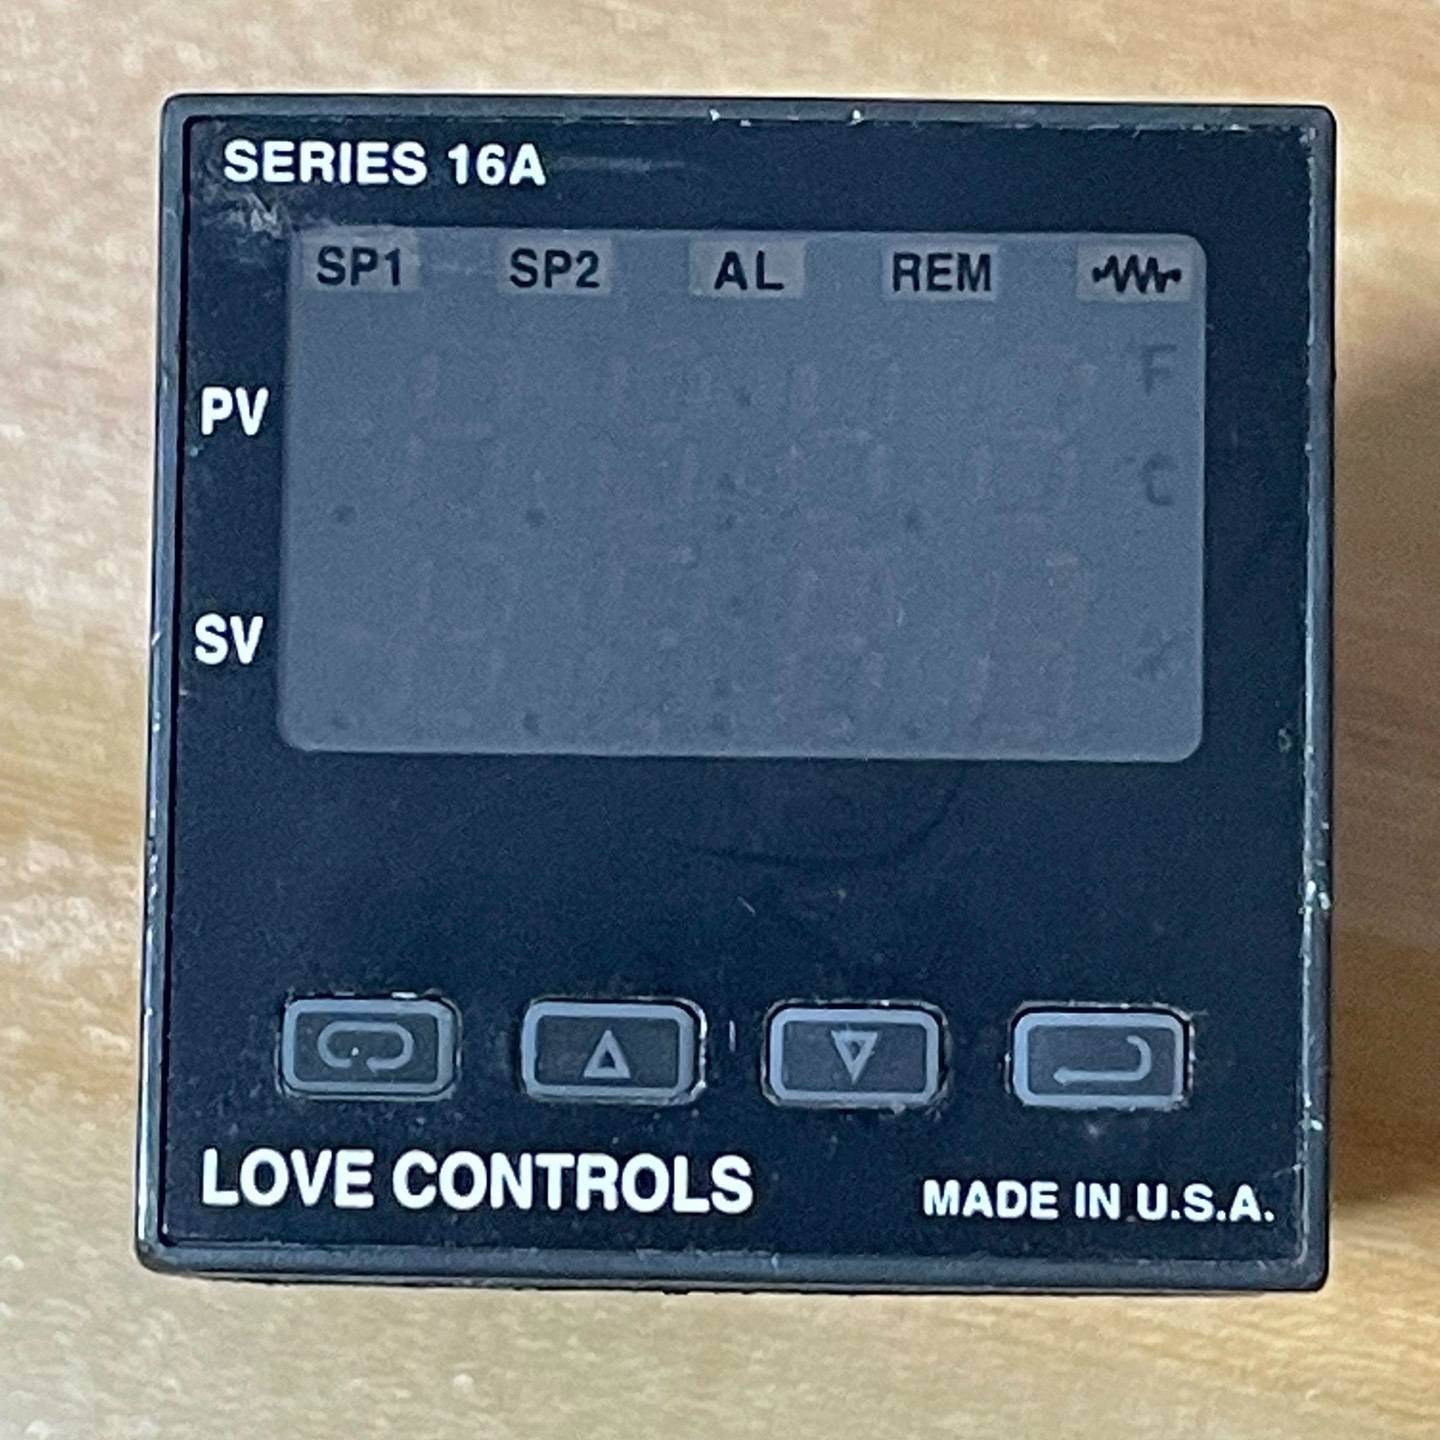 SERIES 16A
SP1 SP2 AL REM
F
PV
C
SV
LOVE CONTROLS
MADE IN U.S.A.